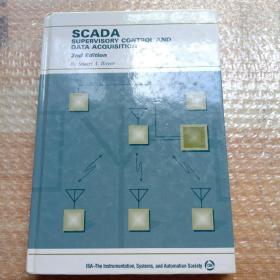 SCADA
SUPERVISORY CONTROL AND
DATA ACQUISITION
2nd Edition
By Stuart A. Boyer
ISA–The Instrumentation, Systems, and Automation Society